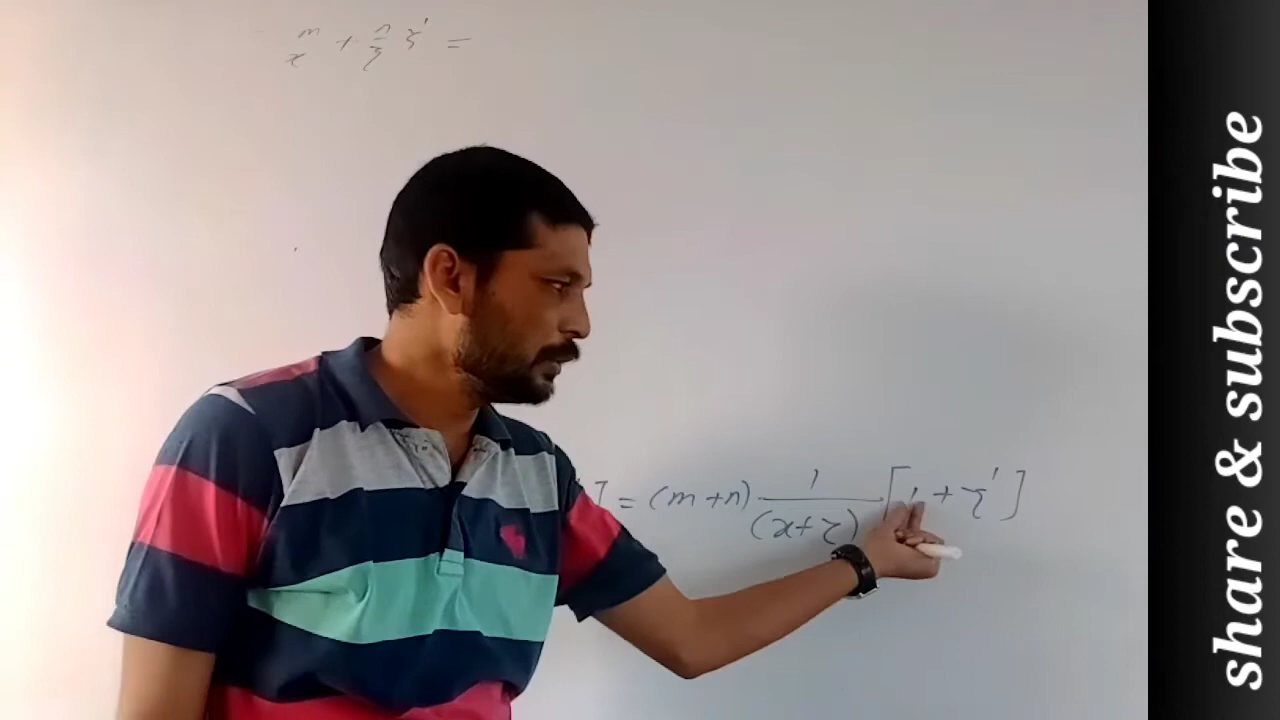 m/x + n/y y' =
] = (m+n) 1/(x+y) [1 + y']
share & subscribe